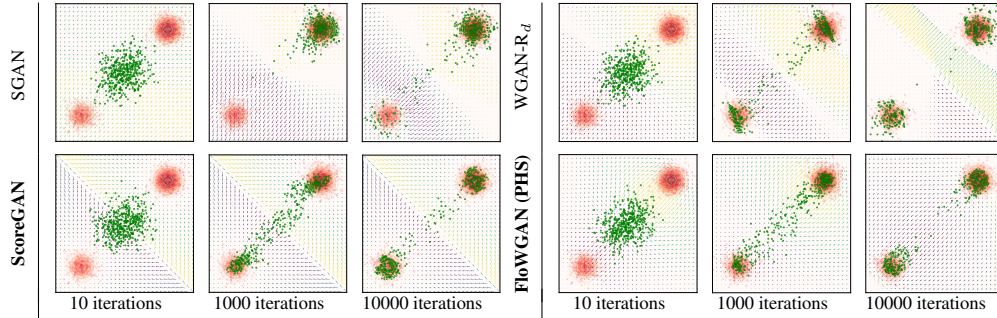 SGAN
WGAN-R_d
ScoreGAN
FloWGAN (PHS)
10 iterations
1000 iterations
10000 iterations
10 iterations
1000 iterations
10000 iterations